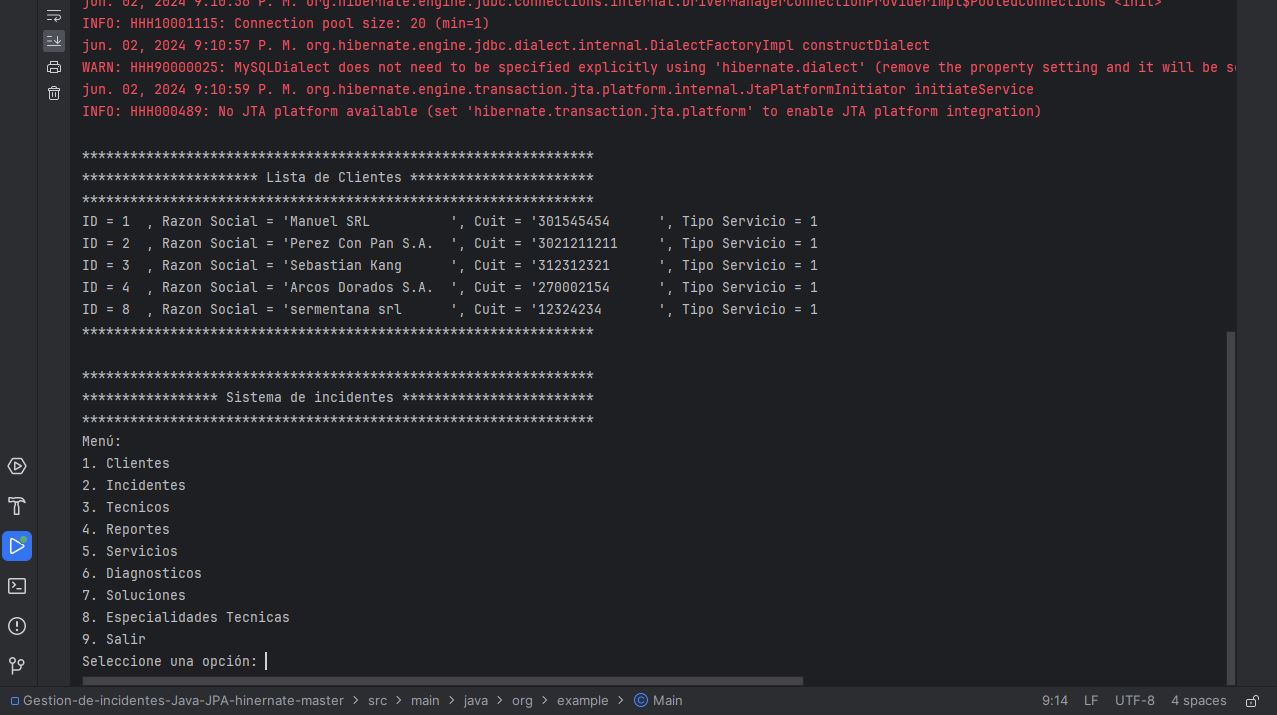 jun. 02, 2024 9:10:56 P. M. org.hibernate.engine.jdbc.connections.internal.DriverManagerConnectionProviderImpl$PooledConnections <init>
INFO: HHH10001115: Connection pool size: 20 (min=1)
jun. 02, 2024 9:10:57 P. M. org.hibernate.engine.jdbc.dialect.internal.DialectFactoryImpl constructDialect
WARN: HHH90000025: MySQLDialect does not need to be specified explicitly using 'hibernate.dialect' (remove the property setting and it will be se
jun. 02, 2024 9:10:59 P. M. org.hibernate.engine.transaction.jta.platform.internal.JtaPlatformInitiator initiateService
INFO: HHH000489: No JTA platform available (set 'hibernate.transaction.jta.platform' to enable JTA platform integration)
****************************************************************
********************** Lista de Clientes ***********************
****************************************************************
ID = 1  , Razon Social = 'Manuel SRL          ', Cuit = '301545454      ', Tipo Servicio = 1
ID = 2  , Razon Social = 'Perez Con Pan S.A.  ', Cuit = '3021211211     ', Tipo Servicio = 1
ID = 3  , Razon Social = 'Sebastian Kang      ', Cuit = '312312321      ', Tipo Servicio = 1
ID = 4  , Razon Social = 'Arcos Dorados S.A.  ', Cuit = '270002154      ', Tipo Servicio = 1
ID = 8  , Razon Social = 'sermentana srl      ', Cuit = '12324234       ', Tipo Servicio = 1
****************************************************************
****************************************************************
***************** Sistema de incidentes ************************
****************************************************************
Menú:
1. Clientes
2. Incidentes
3. Tecnicos
4. Reportes
5. Servicios
6. Diagnosticos
7. Soluciones
8. Especialidades Tecnicas
9. Salir
Seleccione una opción:
Gestion-de-incidentes-Java-JPA-hinernate-master > src > main > java > org > example > Main 9:14 LF UTF-8 4 spaces